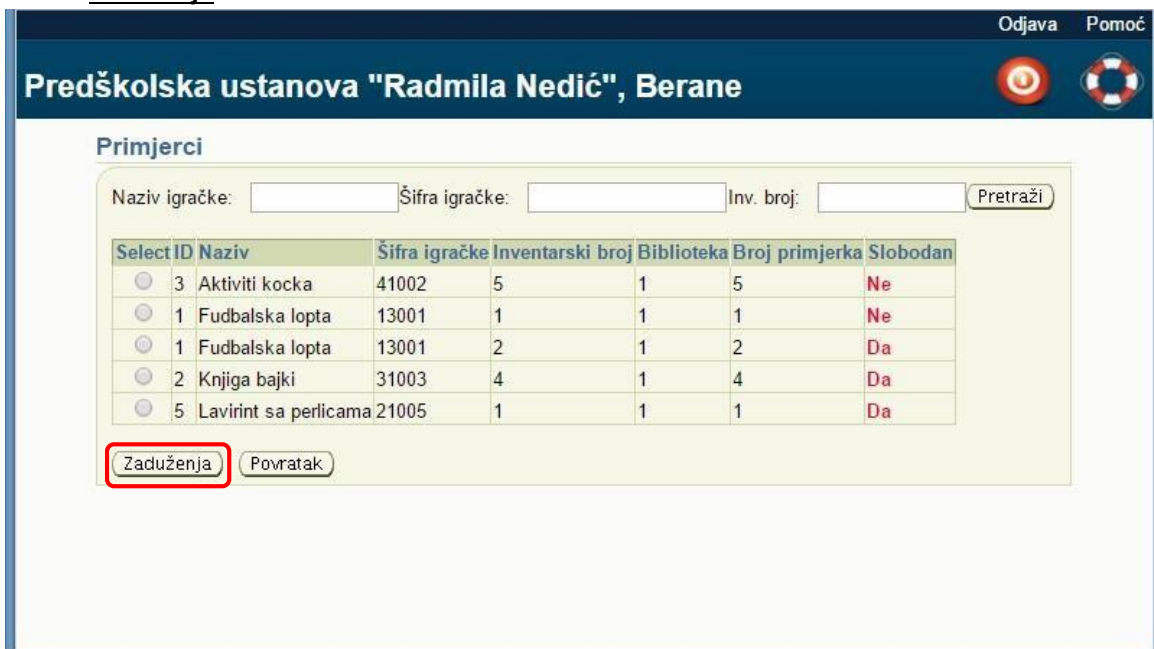 Odjava Pomoć
Predškolska ustanova "Radmila Nedić", Berane
Primjerci
Naziv igračke: Šifra igračke: Inv. broj: Pretraži
Select ID Naziv Šifra igračke Inventarski broj Biblioteka Broj primjerka Slobodan
3 Aktiviti kocka 41002 5 1 5 Ne
1 Fudbalska lopta 13001 1 1 1 Ne
1 Fudbalska lopta 13001 2 1 2 Da
2 Knjiga bajki 31003 4 1 4 Da
5 Lavirint sa perlicama 21005 1 1 1 Da
Zaduženja Povratak